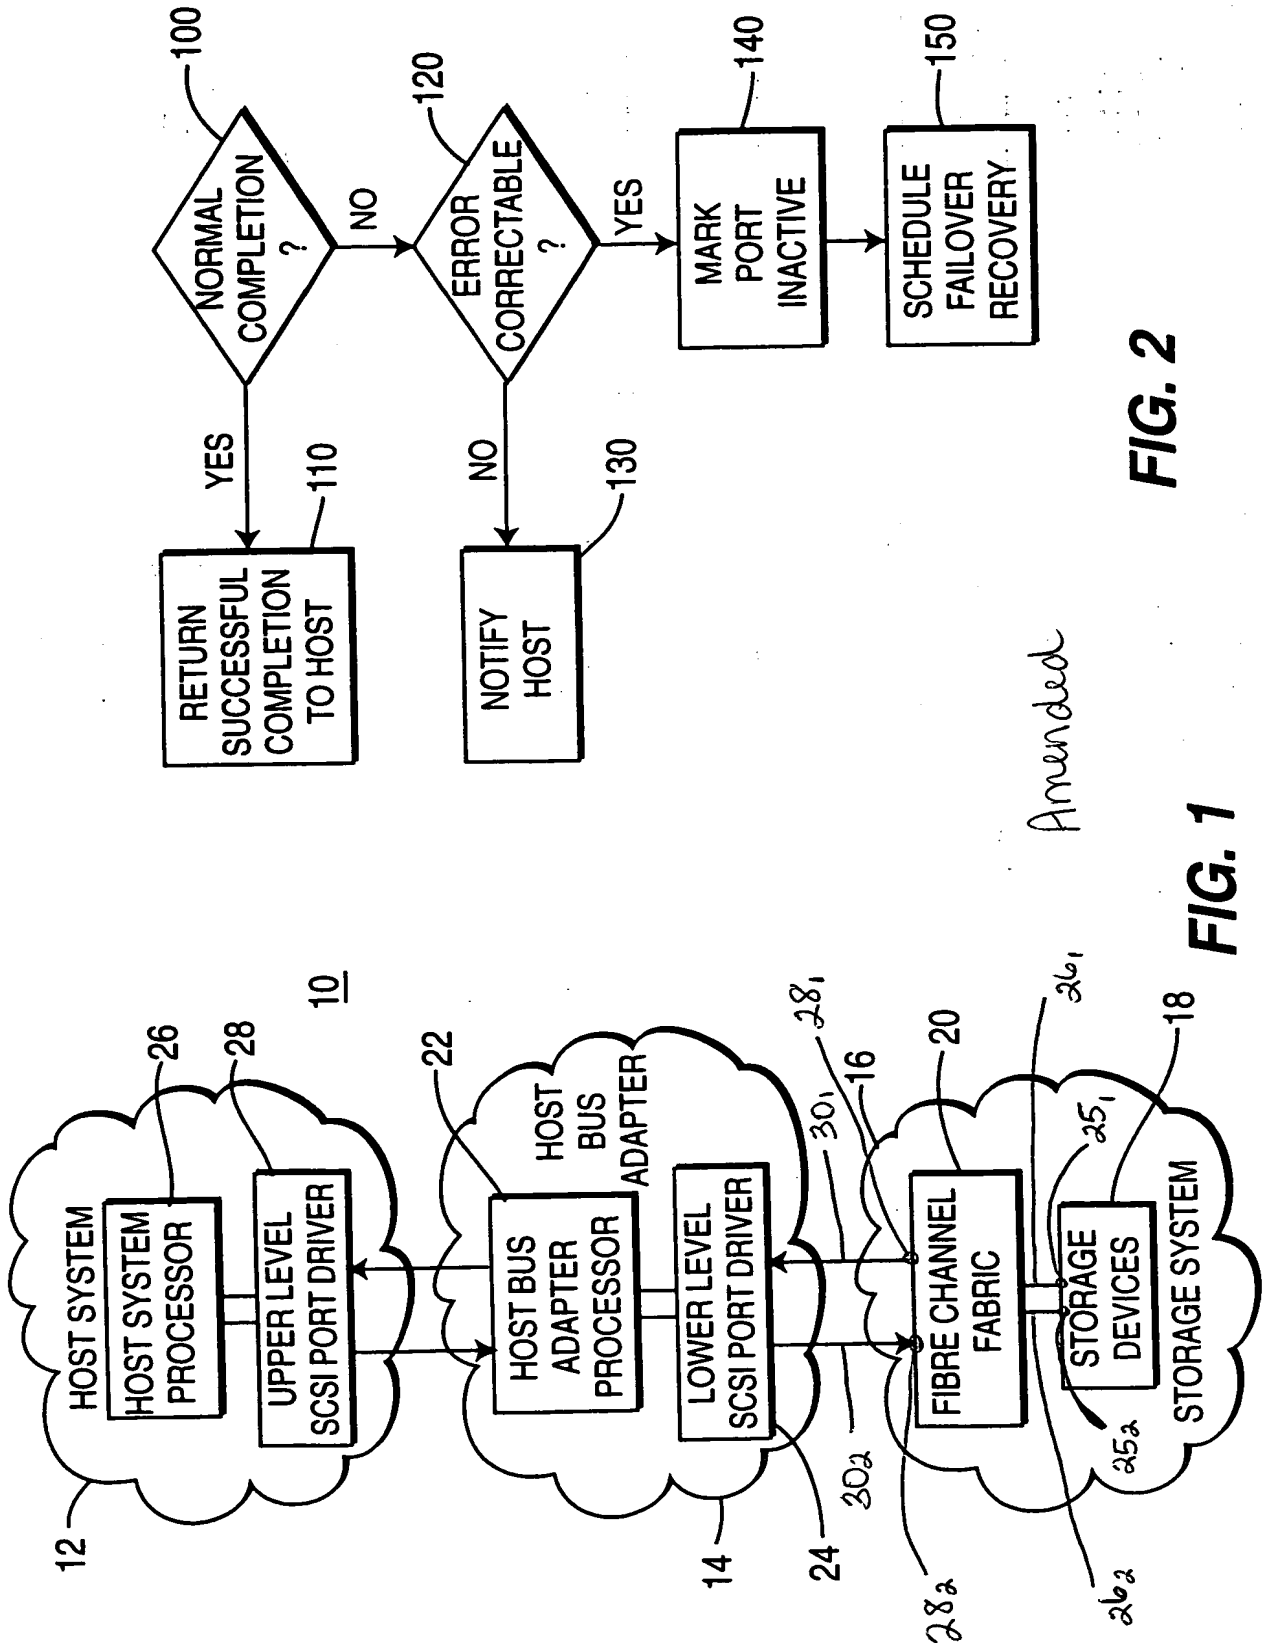 12
HOST SYSTEM
HOST SYSTEM
PROCESSOR
26
UPPER LEVEL
SCSI PORT DRIVER
28
10
14
HOST BUS
ADAPTER
PROCESSOR
22
HOST
BUS
ADAPTER
LOWER LEVEL
SCSI PORT DRIVER
24
30₂
30₁
28₁
28₂
16
FIBRE CHANNEL
FABRIC
20
26₂
26₁
25₂
25₁
STORAGE
DEVICES
18
STORAGE SYSTEM
FIG. 1
Amended
NORMAL
COMPLETION
?
100
YES
NO
RETURN
SUCCESSFUL
COMPLETION
TO HOST
110
ERROR
CORRECTABLE
?
120
NO
YES
NOTIFY
HOST
130
MARK
PORT
INACTIVE
140
SCHEDULE
FAILOVER
RECOVERY
150
FIG. 2